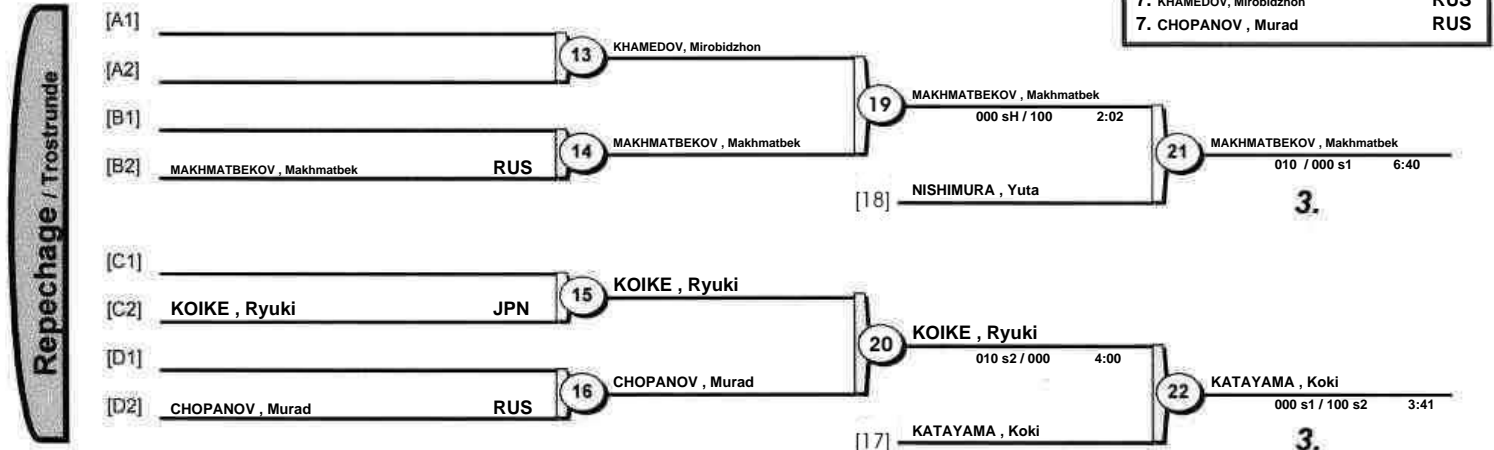 7. KHAMEDOV, Mirobidzhon RUS
7. CHOPANOV , Murad RUS
Repechage / Trostrunde
[A1]
13 KHAMEDOV, Mirobidzhon
[A2]
19 MAKHMATBEKOV , Makhmatbek
000 sH / 100 2:02
[B1]
14 MAKHMATBEKOV , Makhmatbek
[B2] MAKHMATBEKOV , Makhmatbek RUS
21 MAKHMATBEKOV , Makhmatbek
010 / 000 s1 6:40
[18] NISHIMURA , Yuta
3.
[C1]
15 KOIKE , Ryuki
[C2] KOIKE , Ryuki JPN
20 KOIKE , Ryuki
010 s2 / 000 4:00
[D1]
16 CHOPANOV , Murad
[D2] CHOPANOV , Murad RUS
22 KATAYAMA , Koki
000 s1 / 100 s2 3:41
[17] KATAYAMA , Koki
3.